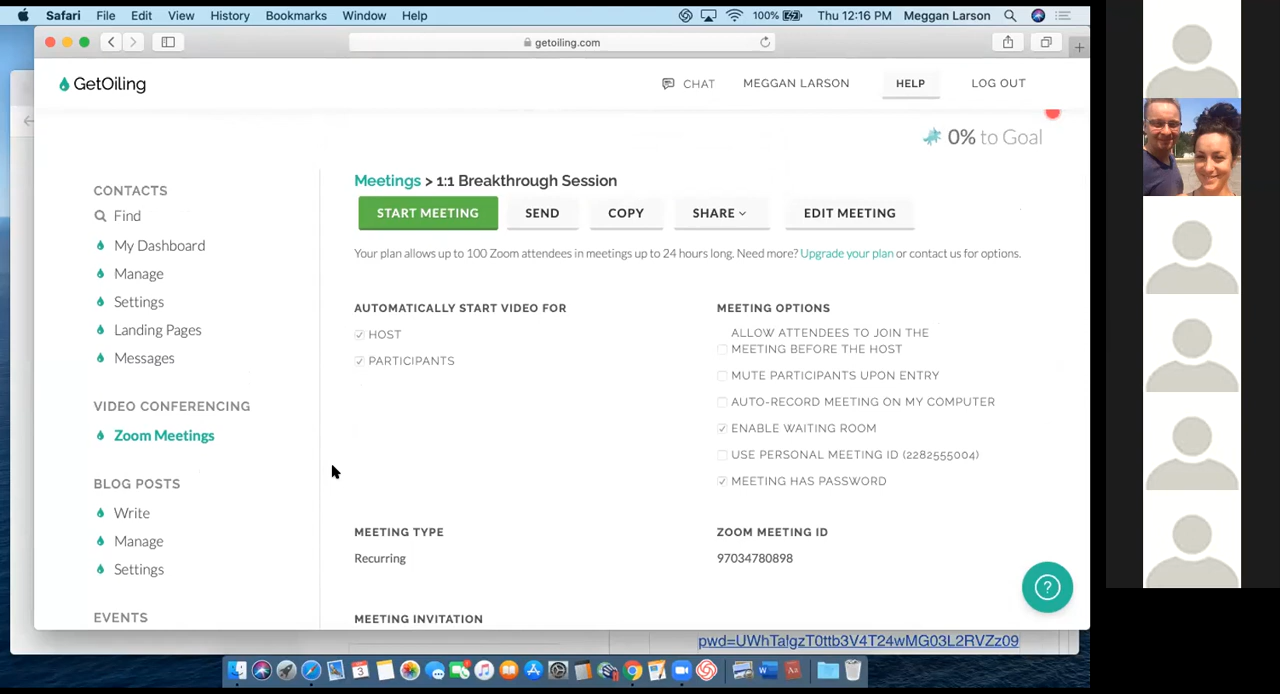 Safari File Edit View History Bookmarks Window Help 100% Thu 12:16 PM Meggan Larson
getoiling.com
GetOiling CHAT MEGGAN LARSON HELP LOG OUT
0% to Goal
CONTACTS
Find
My Dashboard
Manage
Settings
Landing Pages
Messages
VIDEO CONFERENCING
Zoom Meetings
BLOG POSTS
Write
Manage
Settings
EVENTS
Meetings > 1:1 Breakthrough Session
START MEETING SEND COPY SHARE EDIT MEETING
Your plan allows up to 100 Zoom attendees in meetings up to 24 hours long. Need more? Upgrade your plan or contact us for options.
AUTOMATICALLY START VIDEO FOR
HOST
PARTICIPANTS
MEETING OPTIONS
ALLOW ATTENDEES TO JOIN THE
MEETING BEFORE THE HOST
MUTE PARTICIPANTS UPON ENTRY
AUTO-RECORD MEETING ON MY COMPUTER
ENABLE WAITING ROOM
USE PERSONAL MEETING ID (2282555004)
MEETING HAS PASSWORD
MEETING TYPE
Recurring
ZOOM MEETING ID
97034780898
MEETING INVITATION
?